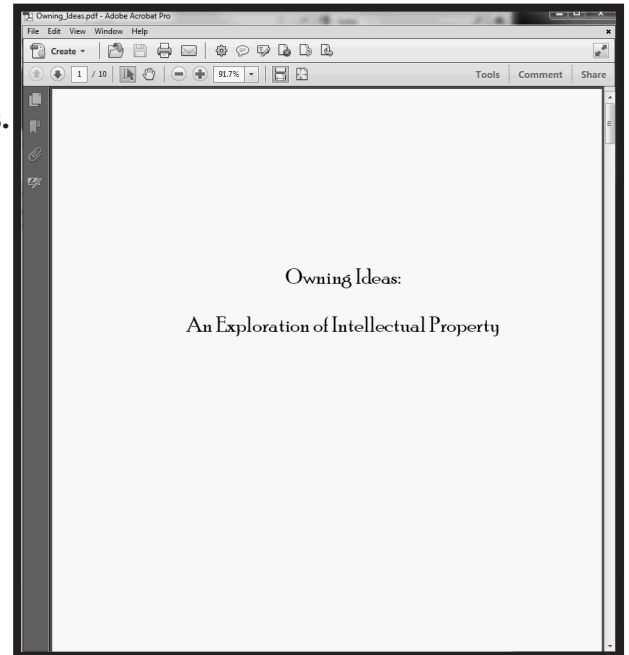 Owning_Ideas.pdf - Adobe Acrobat Pro
File Edit View Window Help
Create
1 / 10 91.7% Tools Comment Share
Owning Ideas:
An Exploration of Intellectual Property